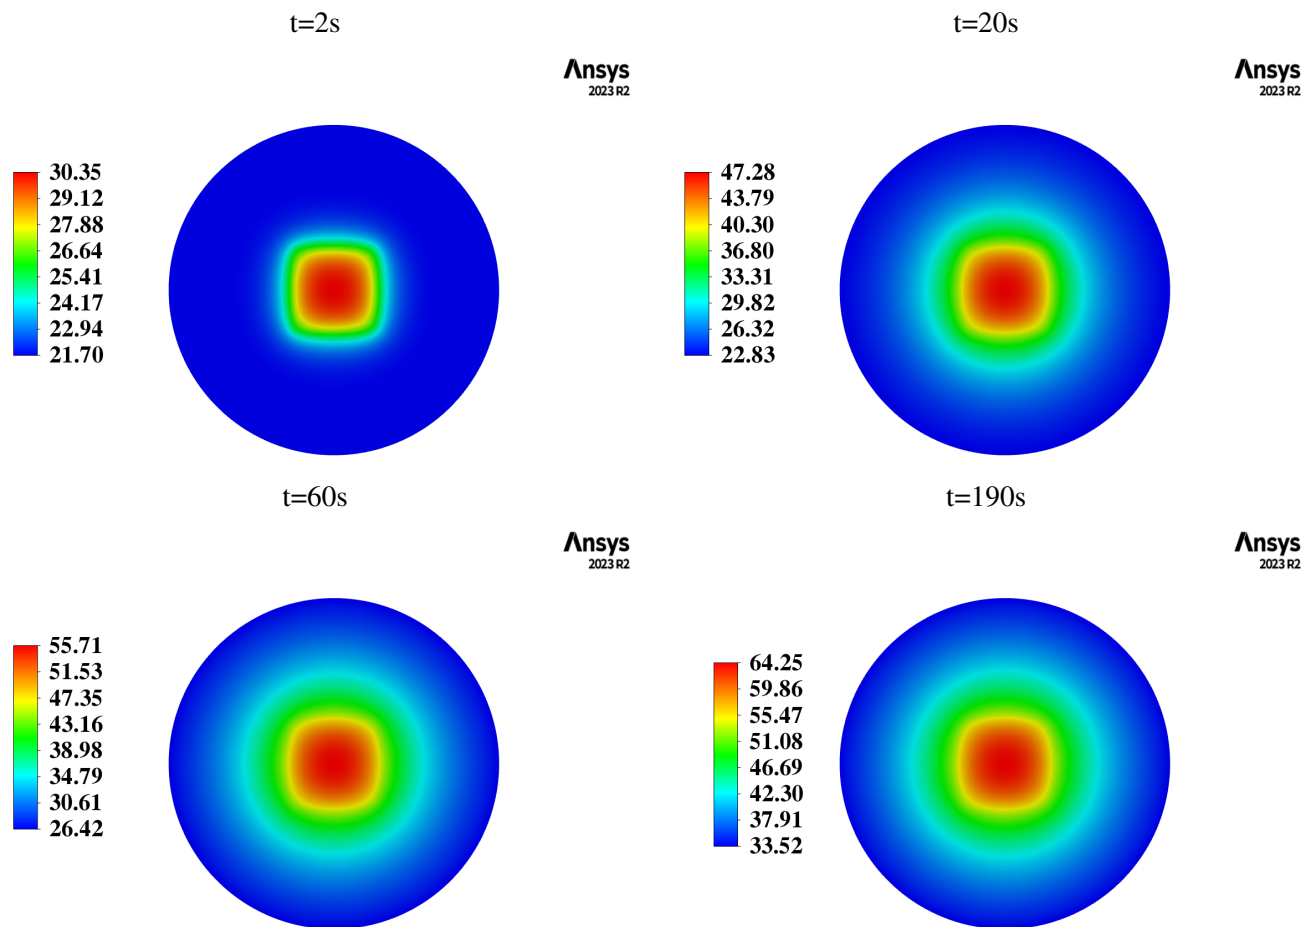 t=2s
Ansys
2023 R2
30.35
29.12
27.88
26.64
25.41
24.17
22.94
21.70
t=20s
Ansys
2023 R2
47.28
43.79
40.30
36.80
33.31
29.82
26.32
22.83
t=60s
Ansys
2023 R2
55.71
51.53
47.35
43.16
38.98
34.79
30.61
26.42
t=190s
Ansys
2023 R2
64.25
59.86
55.47
51.08
46.69
42.30
37.91
33.52